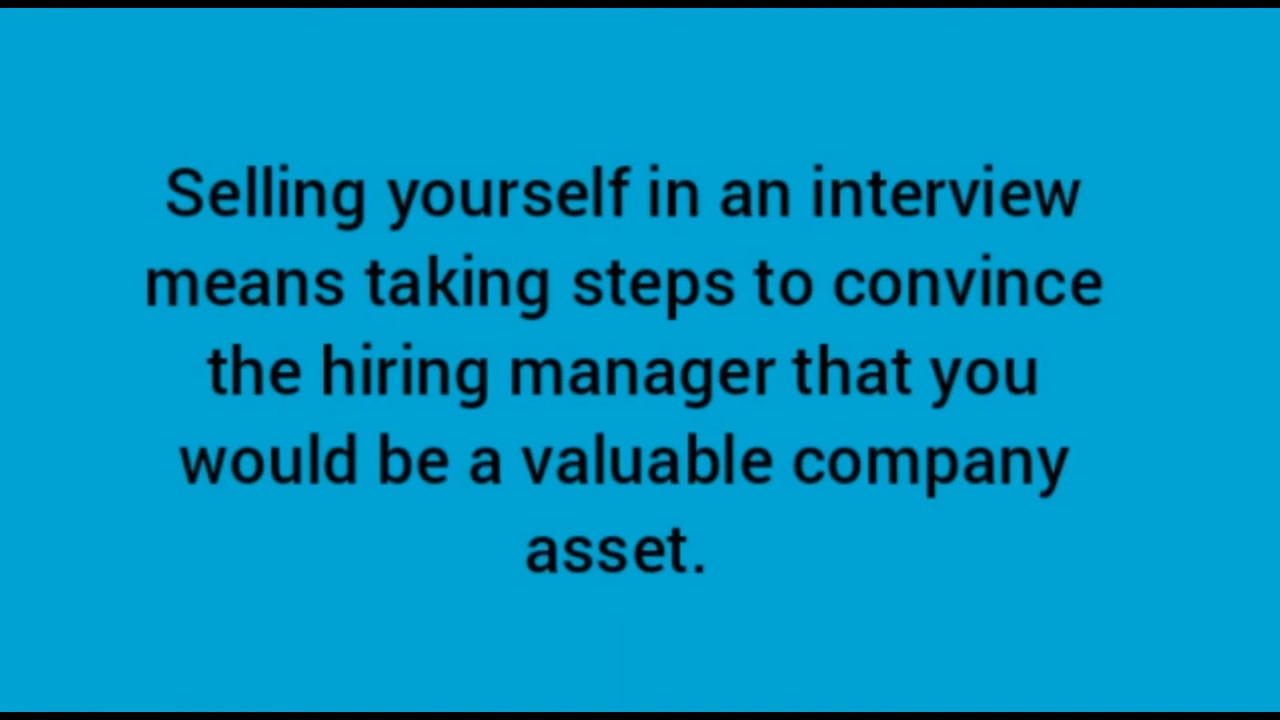 Selling yourself in an interview
means taking steps to convince
the hiring manager that you
would be a valuable company
asset.